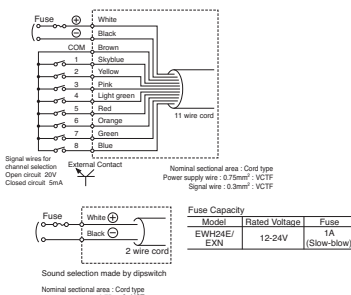 Fuse ⊕ White
⊖ Black
COM Brown
1 Skyblue
2 Yellow
3 Pink
4 Light green
5 Red
6 Orange
7 Green
8 Blue
11 wire cord
Signal wires for
channel selection
Open circuit 20V
Closed circuit 5mA
External Contact
Nominal sectional area : Cord type
Power supply wire : 0.75mm² : VCTF
Signal wire : 0.3mm² : VCTF
Fuse White ⊕
Black ⊖
2 wire cord
Sound selection made by dipswitch
Nominal sectional area : Cord type
Fuse Capacity
Model Rated Voltage Fuse
EWH24E/
EXN 12-24V 1A
(Slow-blow)